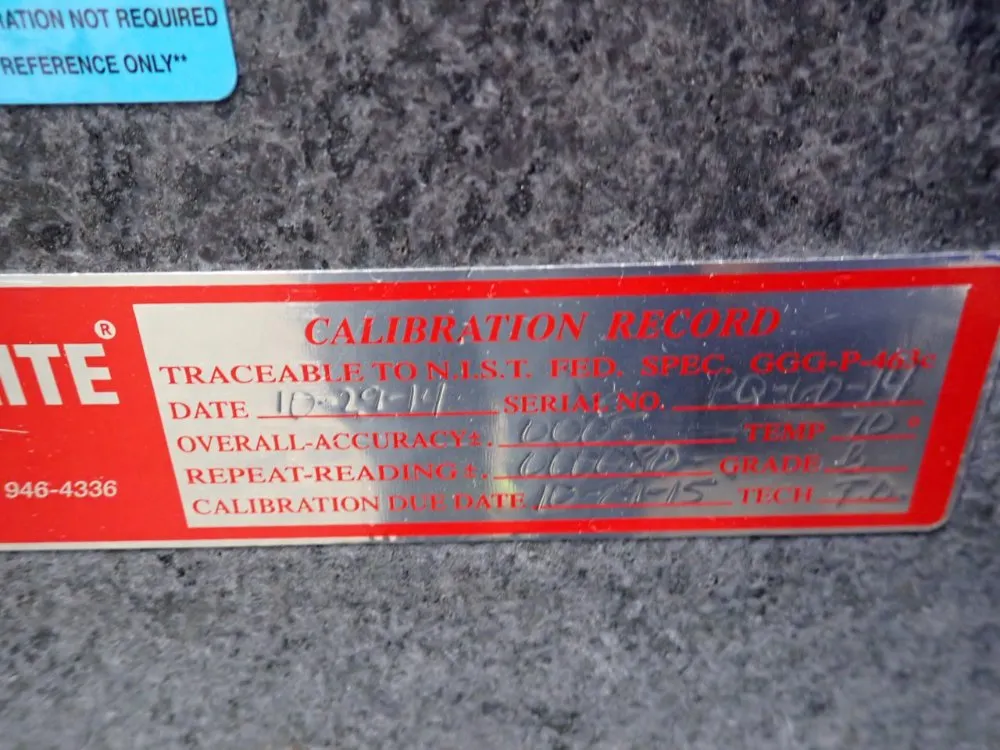 ATION NOT REQUIRED
REFERENCE ONLY**
ITE®
946-4336
CALIBRATION RECORD
TRACEABLE TO N.I.S.T. FED. SPEC. GGG-P-463c
DATE 10-29-14 SERIAL NO.
OVERALL-ACCURACY±. TEMP 70°
REPEAT-READING±. GRADE B
CALIBRATION DUE DATE TECH